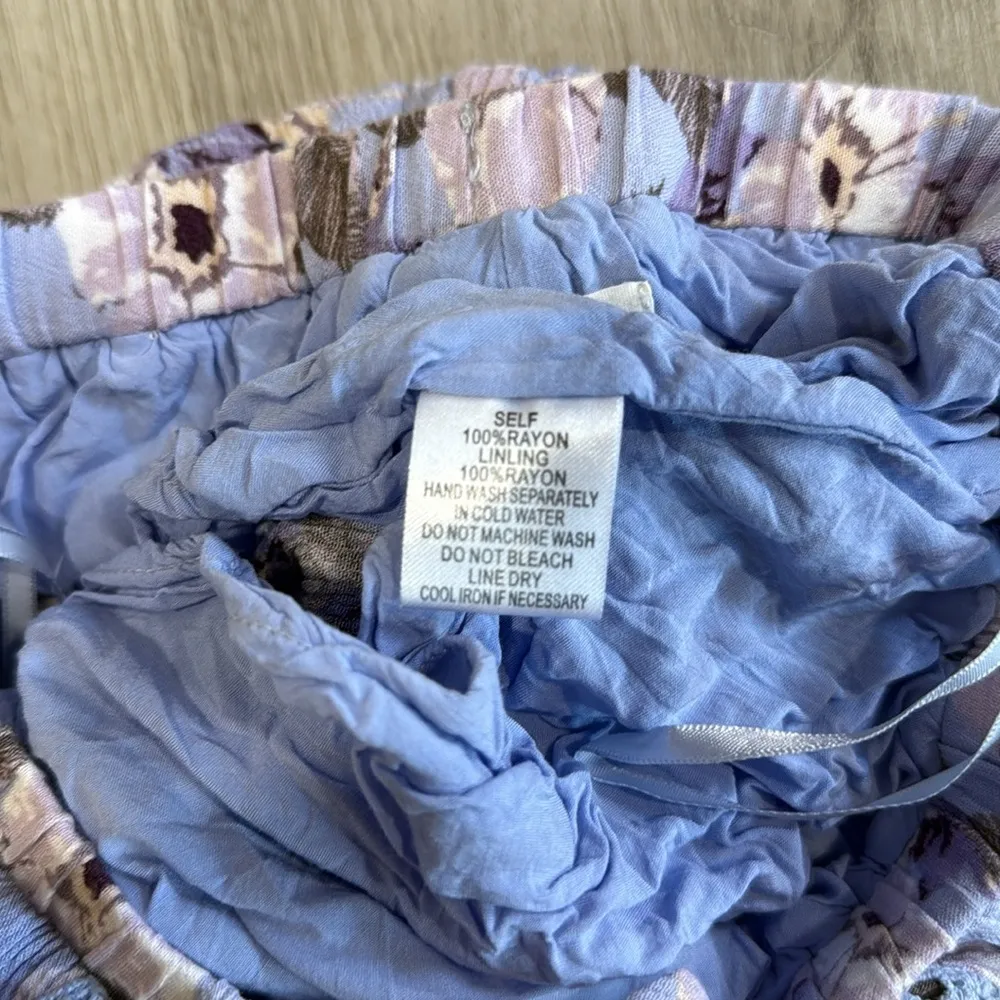 SELF
100%RAYON
LINLING
100%RAYON
HAND WASH SEPARATELY
IN COLD WATER
DO NOT MACHINE WASH
DO NOT BLEACH
LINE DRY
COOL IRON IF NECESSARY